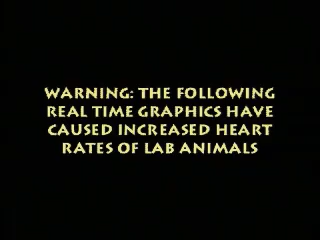 WARNING: THE FOLLOWING
REAL TIME GRAPHICS HAVE
CAUSED INCREASED HEART
RATES OF LAB ANIMALS